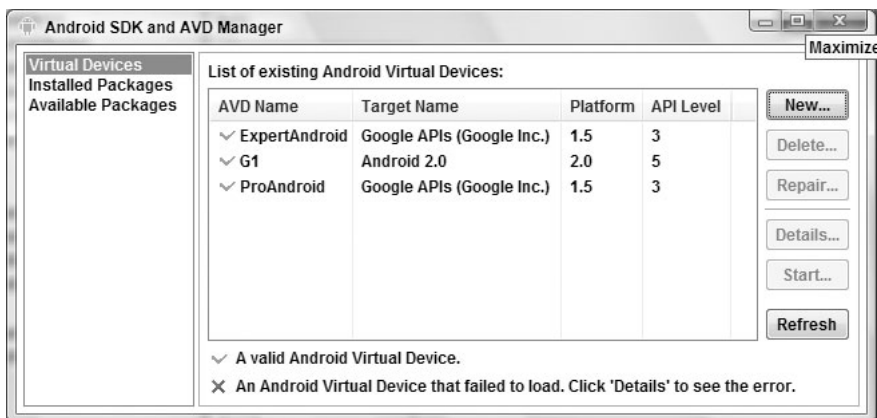 Android SDK and AVD Manager
Maximize
Virtual Devices
Installed Packages
Available Packages
List of existing Android Virtual Devices:
AVD Name Target Name Platform API Level
ExpertAndroid Google APIs (Google Inc.) 1.5 3
G1 Android 2.0 2.0 5
ProAndroid Google APIs (Google Inc.) 1.5 3
New...
Delete...
Repair...
Details...
Start...
Refresh
A valid Android Virtual Device.
An Android Virtual Device that failed to load. Click 'Details' to see the error.